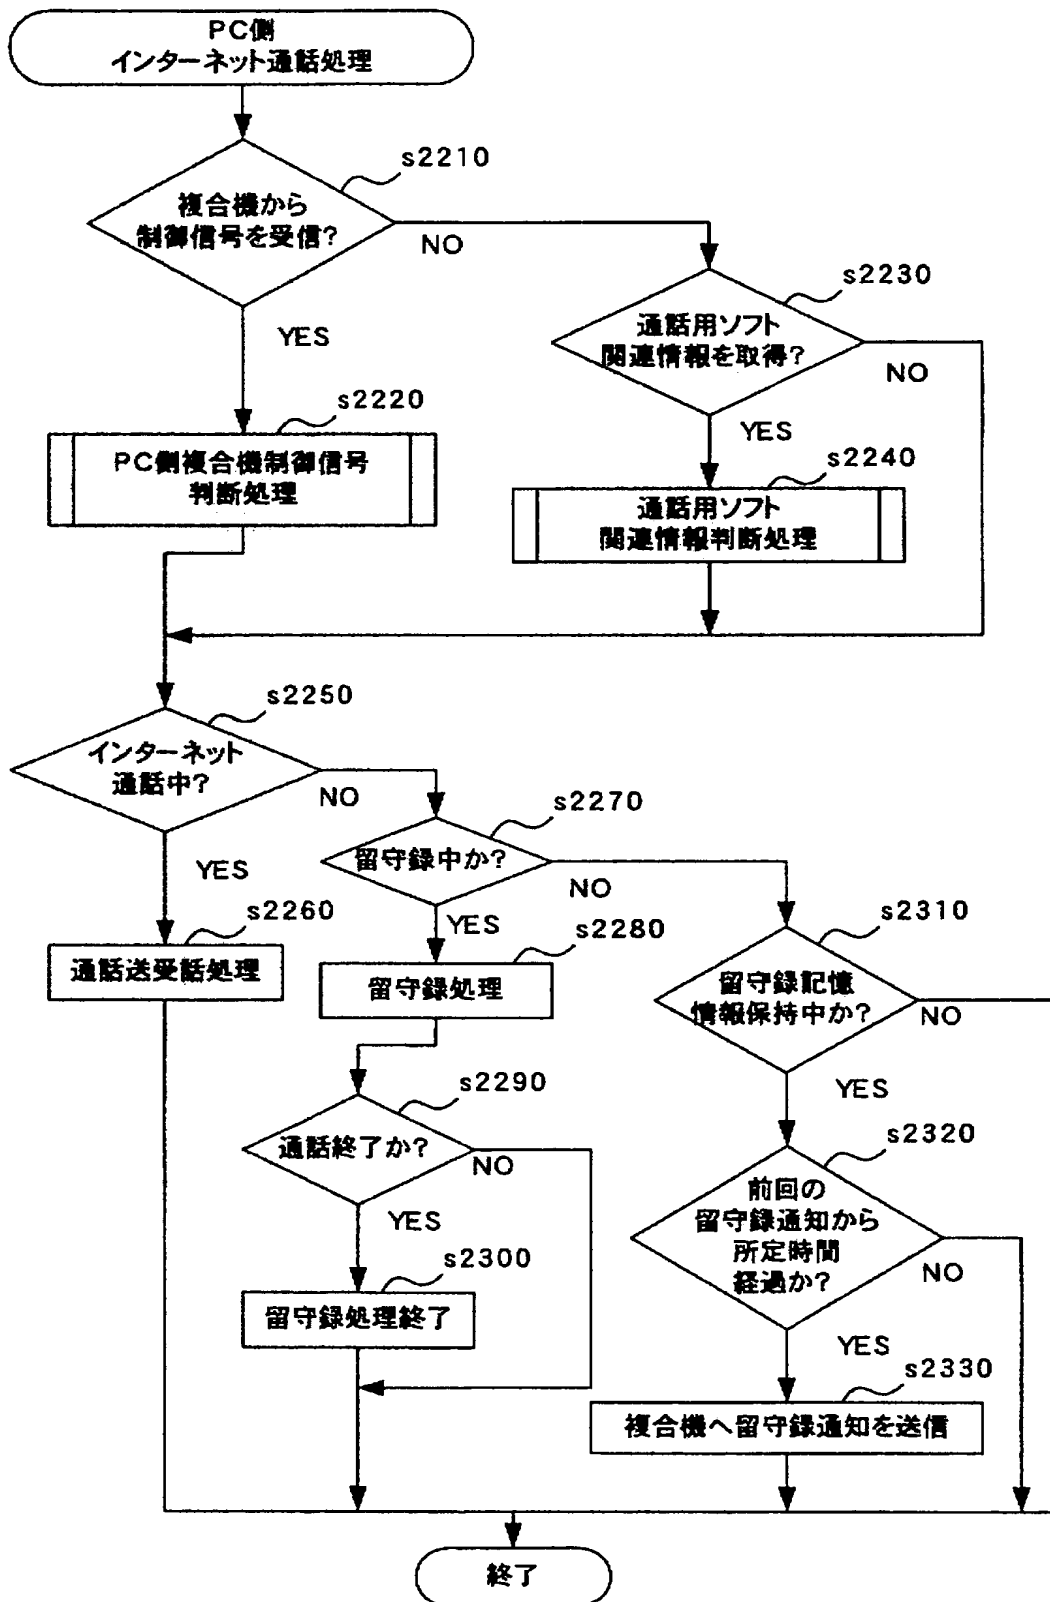 PC側
インターネット通話処理
s2210
複合機から
制御信号を受信?
NO
YES
s2230
通話用ソフト
関連情報を取得?
NO
YES
s2220
PC側複合機制御信号
判断処理
s2240
通話用ソフト
関連情報判断処理
s2250
インターネット
通話中?
NO
YES
s2270
留守録中か?
NO
YES
s2260
通話送受話処理
s2280
留守録処理
s2310
留守録記憶
情報保持中か?
NO
YES
s2290
通話終了か?
NO
YES
s2320
前回の
留守録通知から
所定時間
経過か?
NO
YES
s2300
留守録処理終了
s2330
複合機へ留守録通知を送信
終了